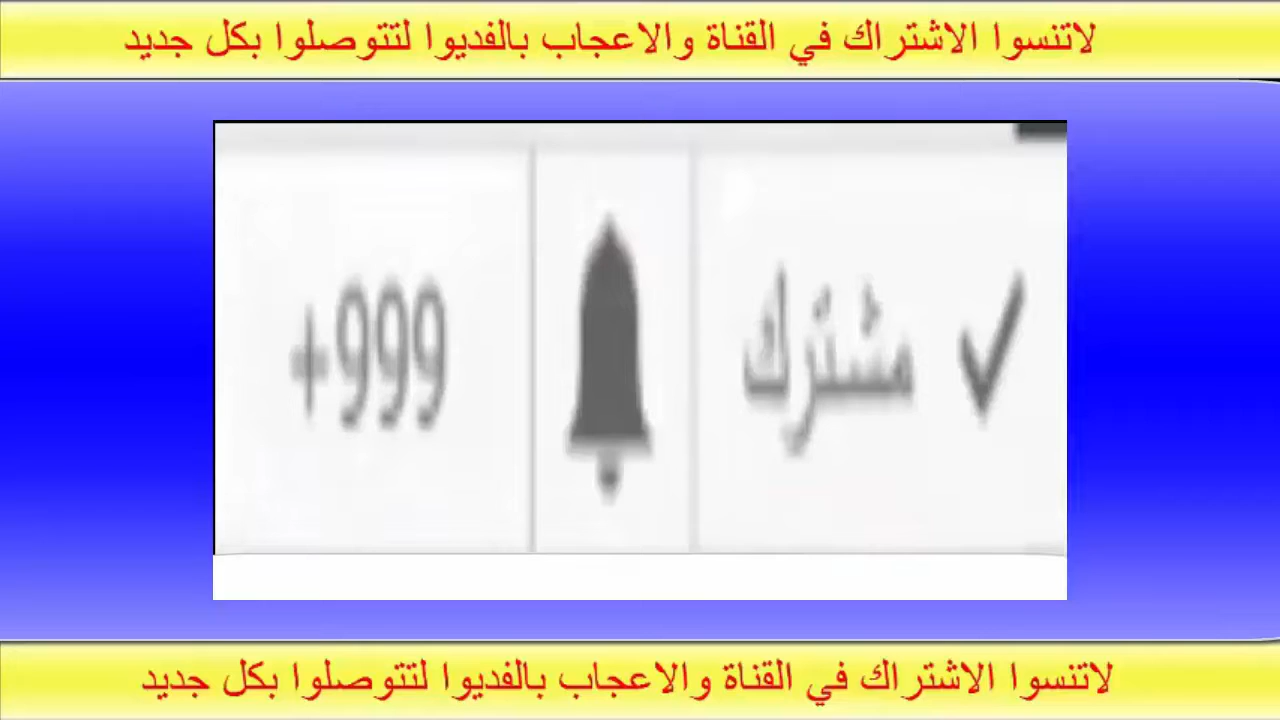 لاتنسوا الاشتراك في القناة والاعجاب بالفديوا لتتوصلوا بكل جديد
✓ مشترك
+999
لاتنسوا الاشتراك في القناة والاعجاب بالفديوا لتتوصلوا بكل جديد